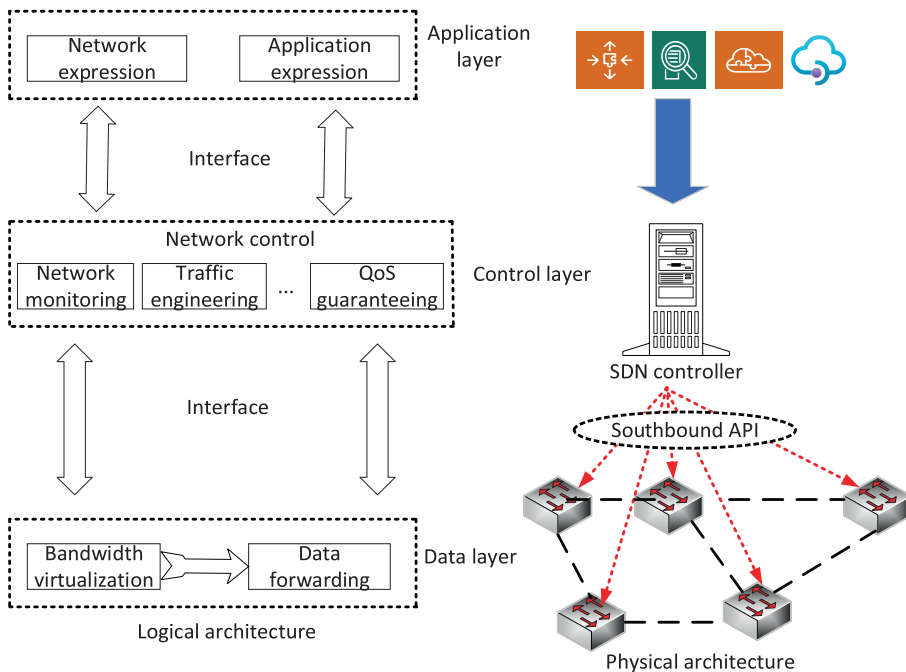 Network
expression
Application
expression
Application
layer
Interface
Network control
Network
monitoring
Traffic
engineering
...
QoS
guaranteeing
Control layer
SDN controller
Interface
Southbound API
Bandwidth
virtualization
Data
forwarding
Data layer
Logical architecture
Physical architecture